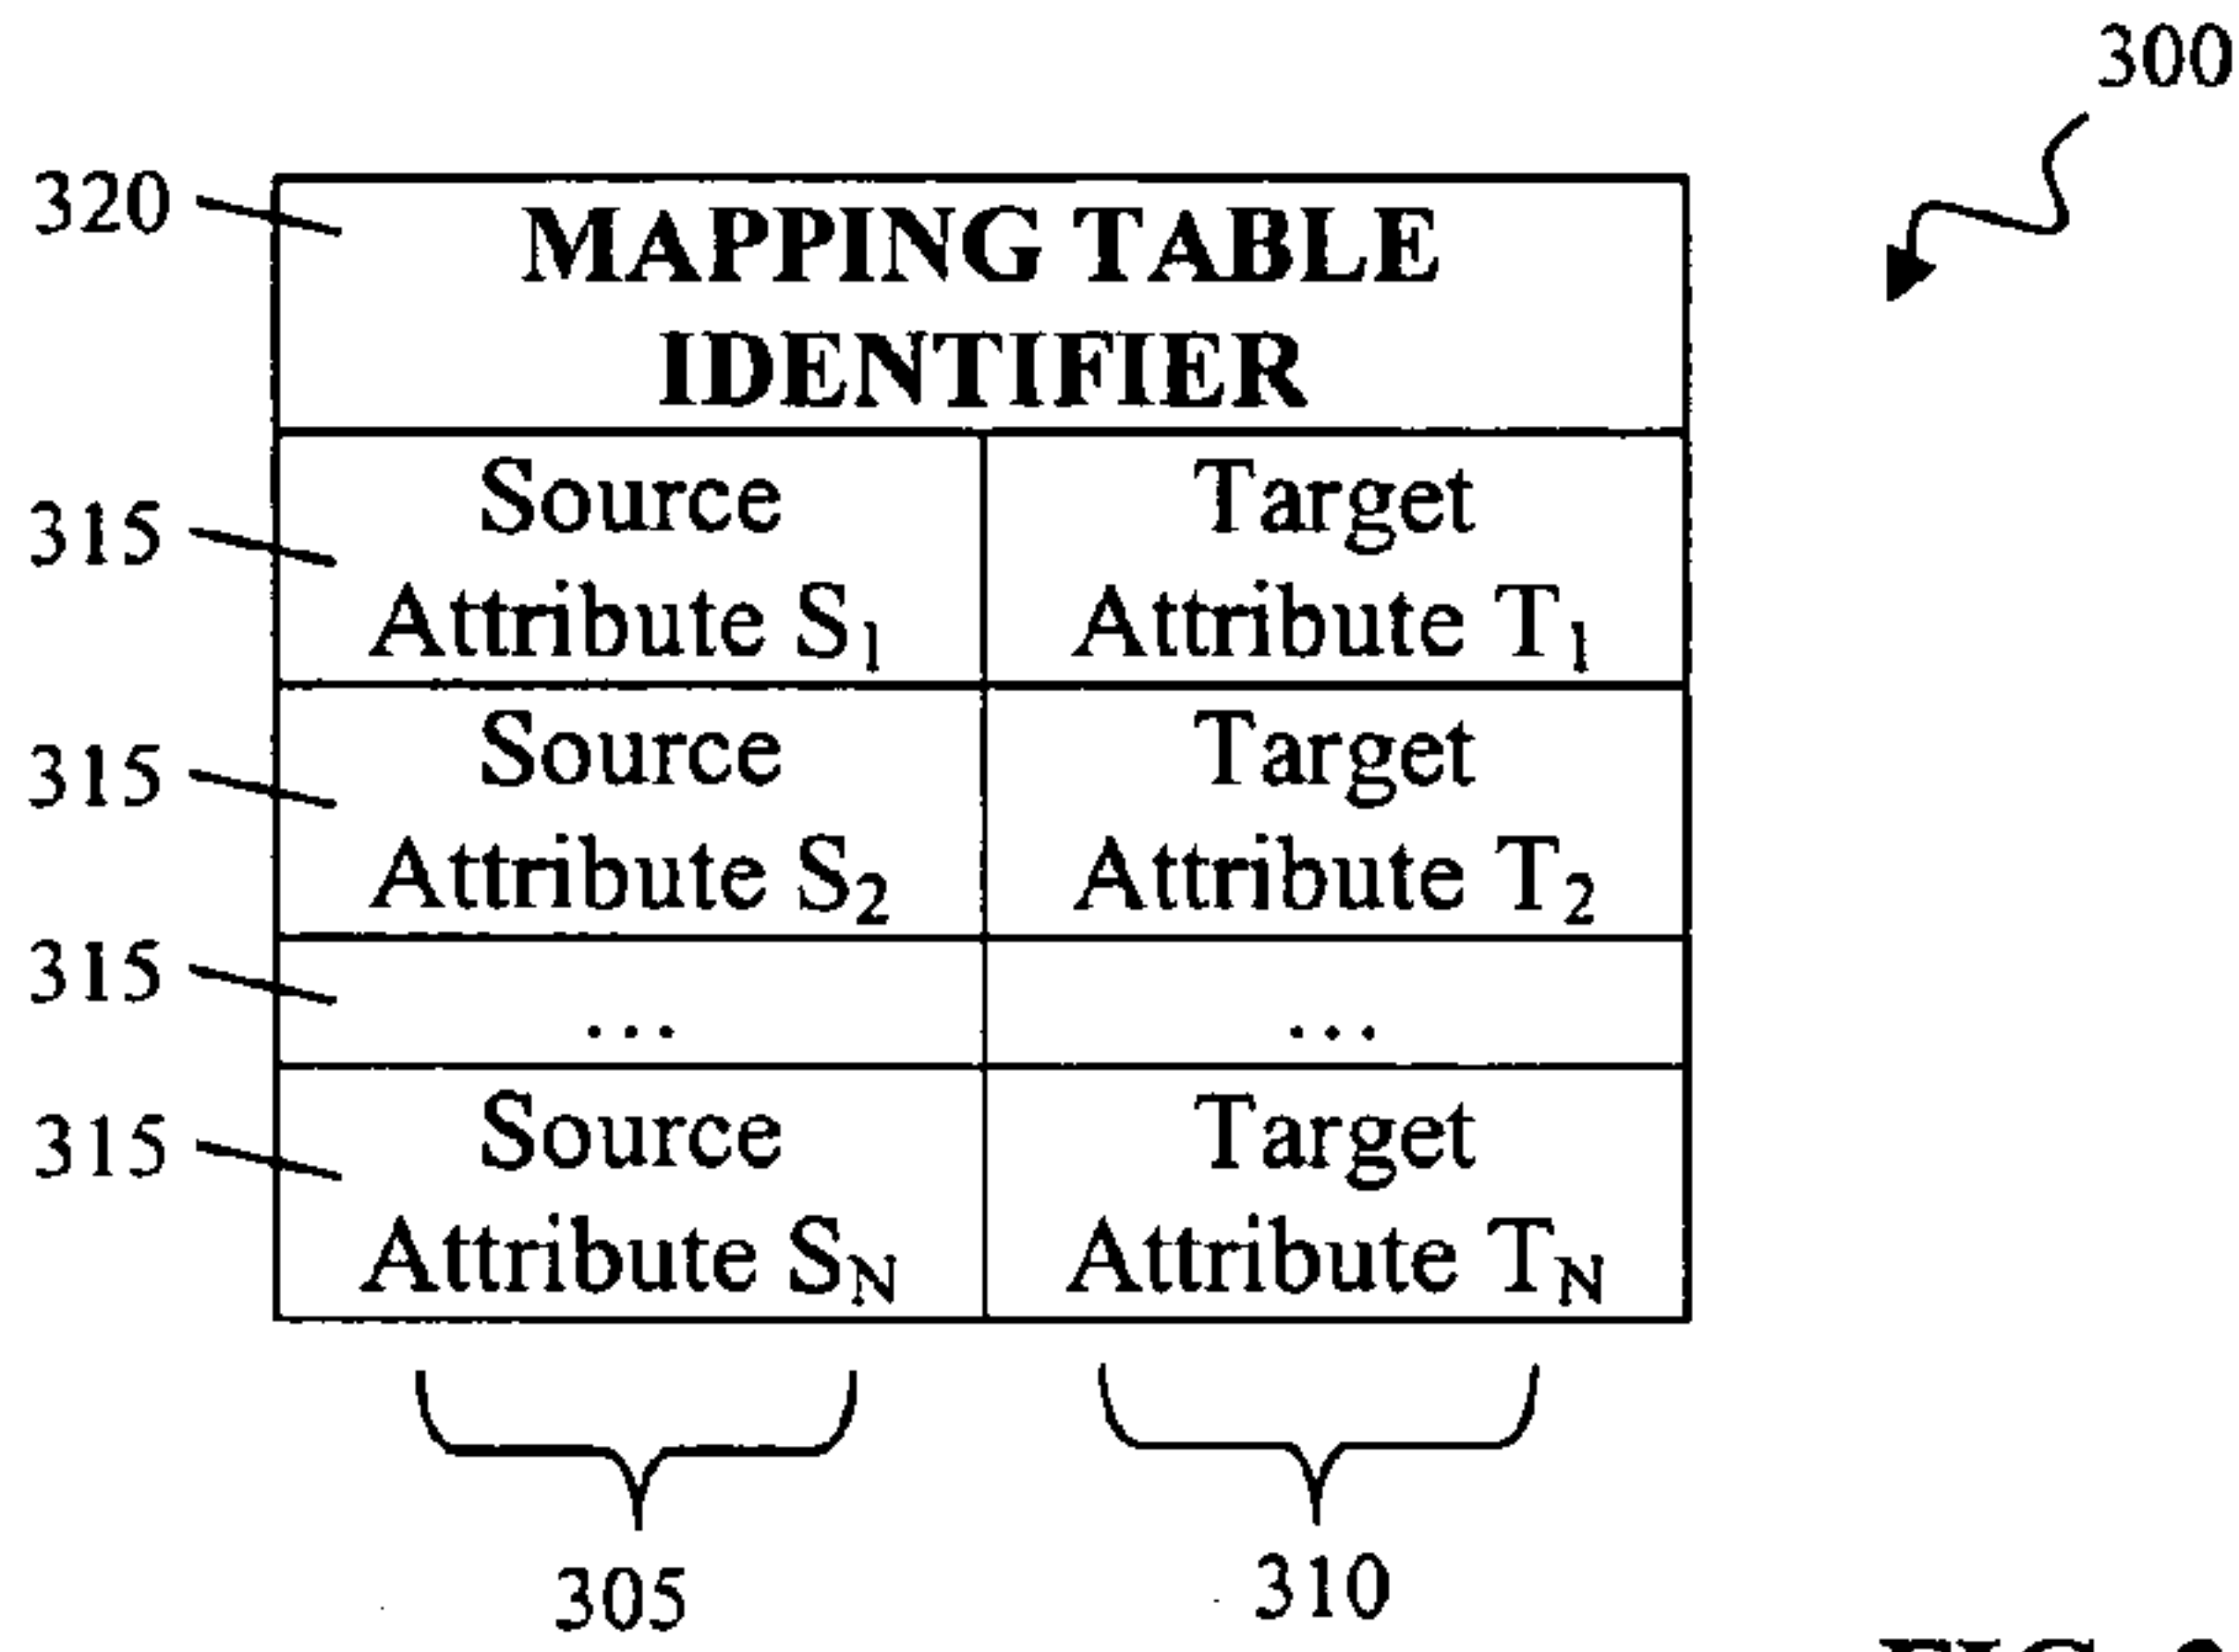 300
320 MAPPING TABLE
IDENTIFIER
Source Target
315 Attribute S₁ Attribute T₁
Source Target
315 Attribute S₂ Attribute T₂
315 ... ...
Source Target
315 Attribute Sₙ Attribute Tₙ
305 310